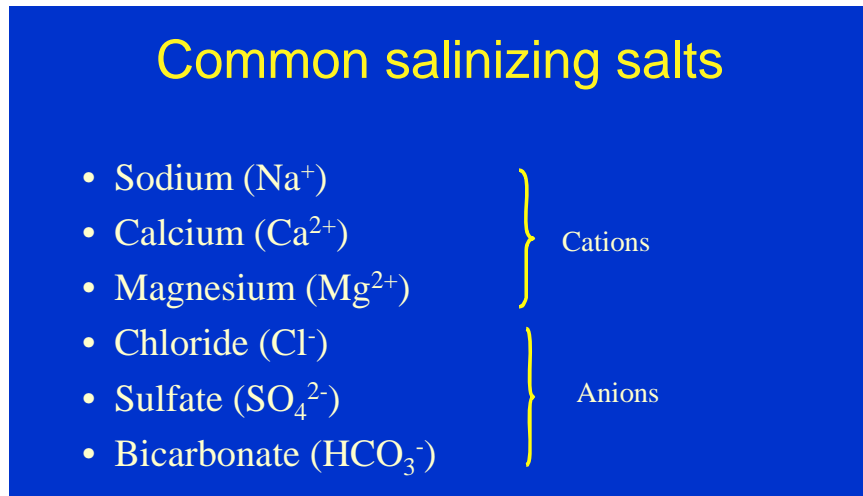 Common salinizing salts
• Sodium (Na⁺)
• Calcium (Ca²⁺)
• Magnesium (Mg²⁺)
Cations
• Chloride (Cl⁻)
• Sulfate (SO₄²⁻)
• Bicarbonate (HCO₃⁻)
Anions